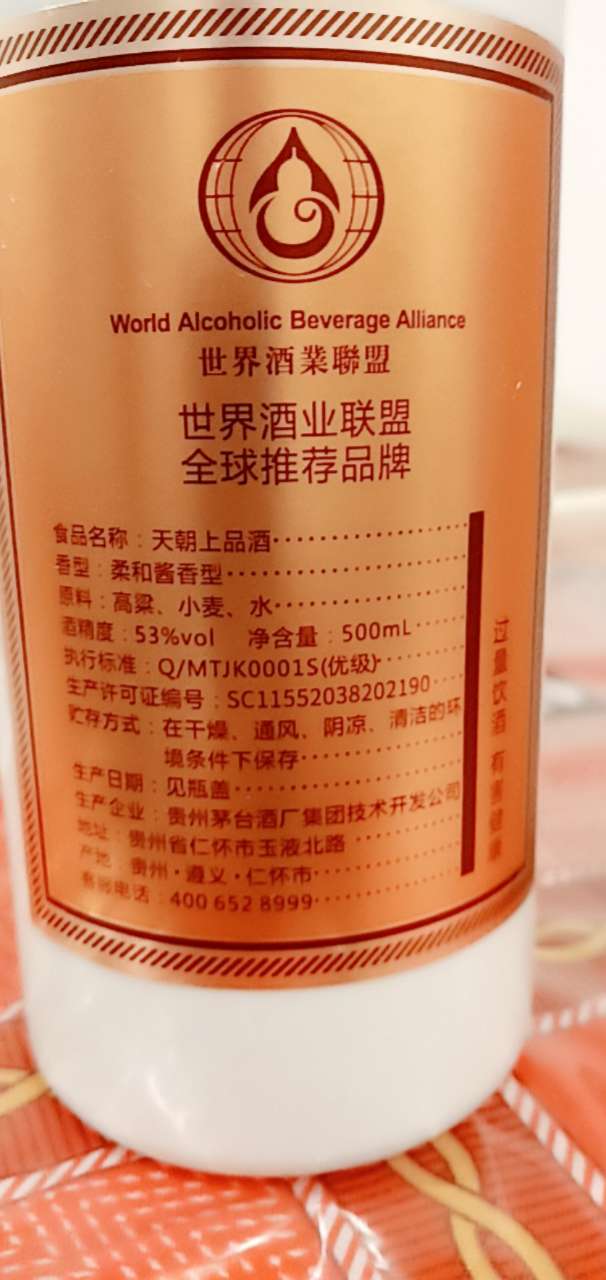 World Alcoholic Beverage Alliance
世界酒業聯盟
世界酒业联盟
全球推荐品牌
食品名称：天朝上品酒
香型：柔和酱香型
原料：高粱、小麦、水
酒精度：53%vol 净含量：500mL
执行标准：Q/MTJK0001S(优级)
生产许可证编号：SC11552038202190
贮存方式：在干燥、通风、阴凉、清洁的环
境条件下保存
生产日期：见瓶盖
生产企业：贵州茅台酒厂集团技术开发公司
地址：贵州省仁怀市玉液北路
产地：贵州·遵义·仁怀市
售后电话：400 652 8999
过量饮酒 有害健康